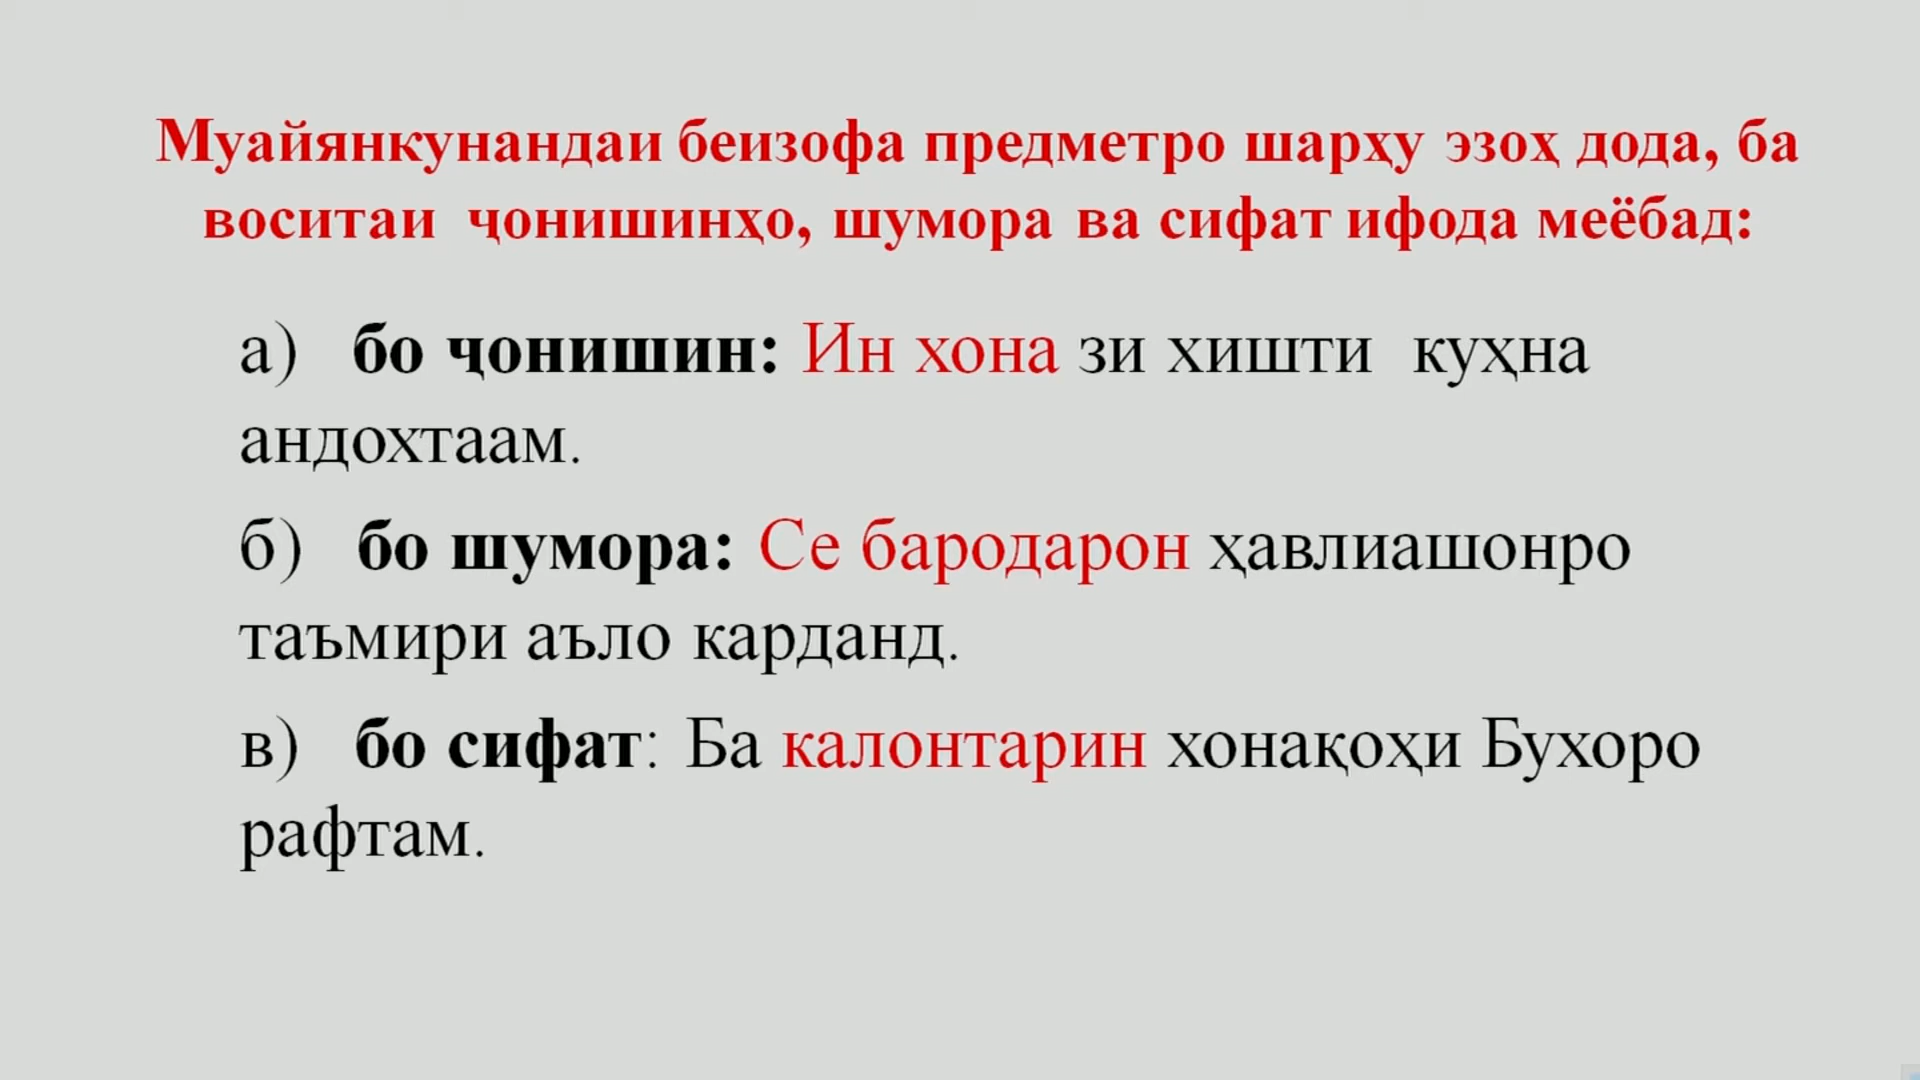 Муайянкунандаи беизофа предметро шарҳу эзоҳ дода, ба
воситаи ҷонишинҳо, шумора ва сифат ифода меёбад:
а) бо ҷонишин: Ин хона зи хишти куҳна
андохтаам.
б) бо шумора: Се бародарон ҳавлиашонро
таъмири аъло карданд.
в) бо сифат: Ба калонтарин хонақоҳи Бухоро
рафтам.